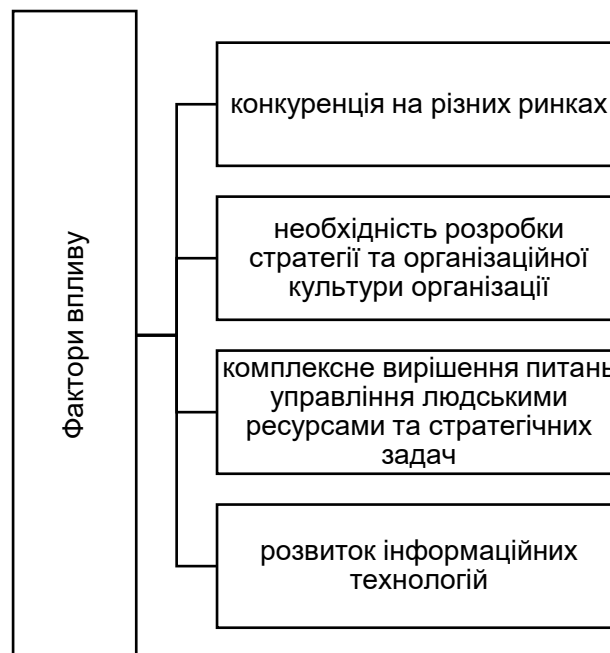 Фактори впливу
конкуренція на різних ринках
необхідність розробки
стратегії та організаційної
культури організації
комплексне вирішення питань
управління людськими
ресурсами та стратегічних
задач
розвиток інформаційних
технологій